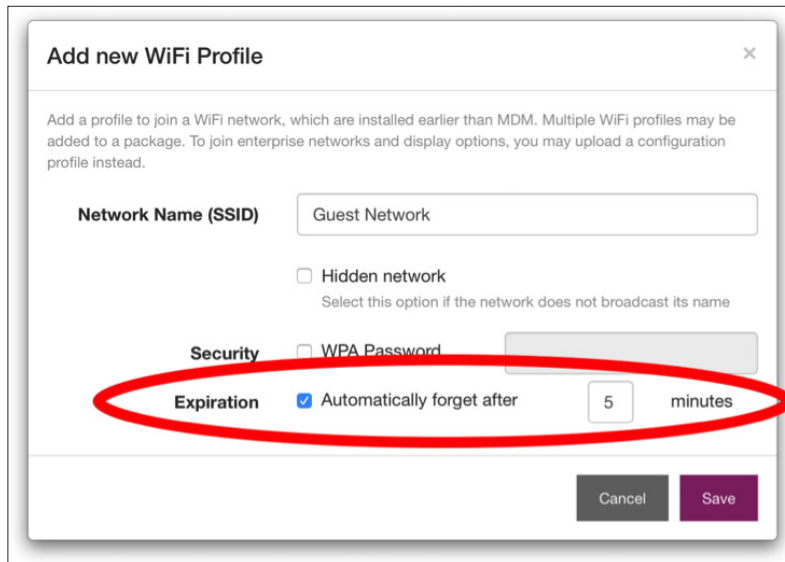 Add new WiFi Profile ×
Add a profile to join a WiFi network, which are installed earlier than MDM. Multiple WiFi profiles may be
added to a package. To join enterprise networks and display options, you may upload a configuration
profile instead.
Network Name (SSID) Guest Network
Hidden network
Select this option if the network does not broadcast its name
Security WPA Password
Expiration Automatically forget after 5 minutes
Cancel Save